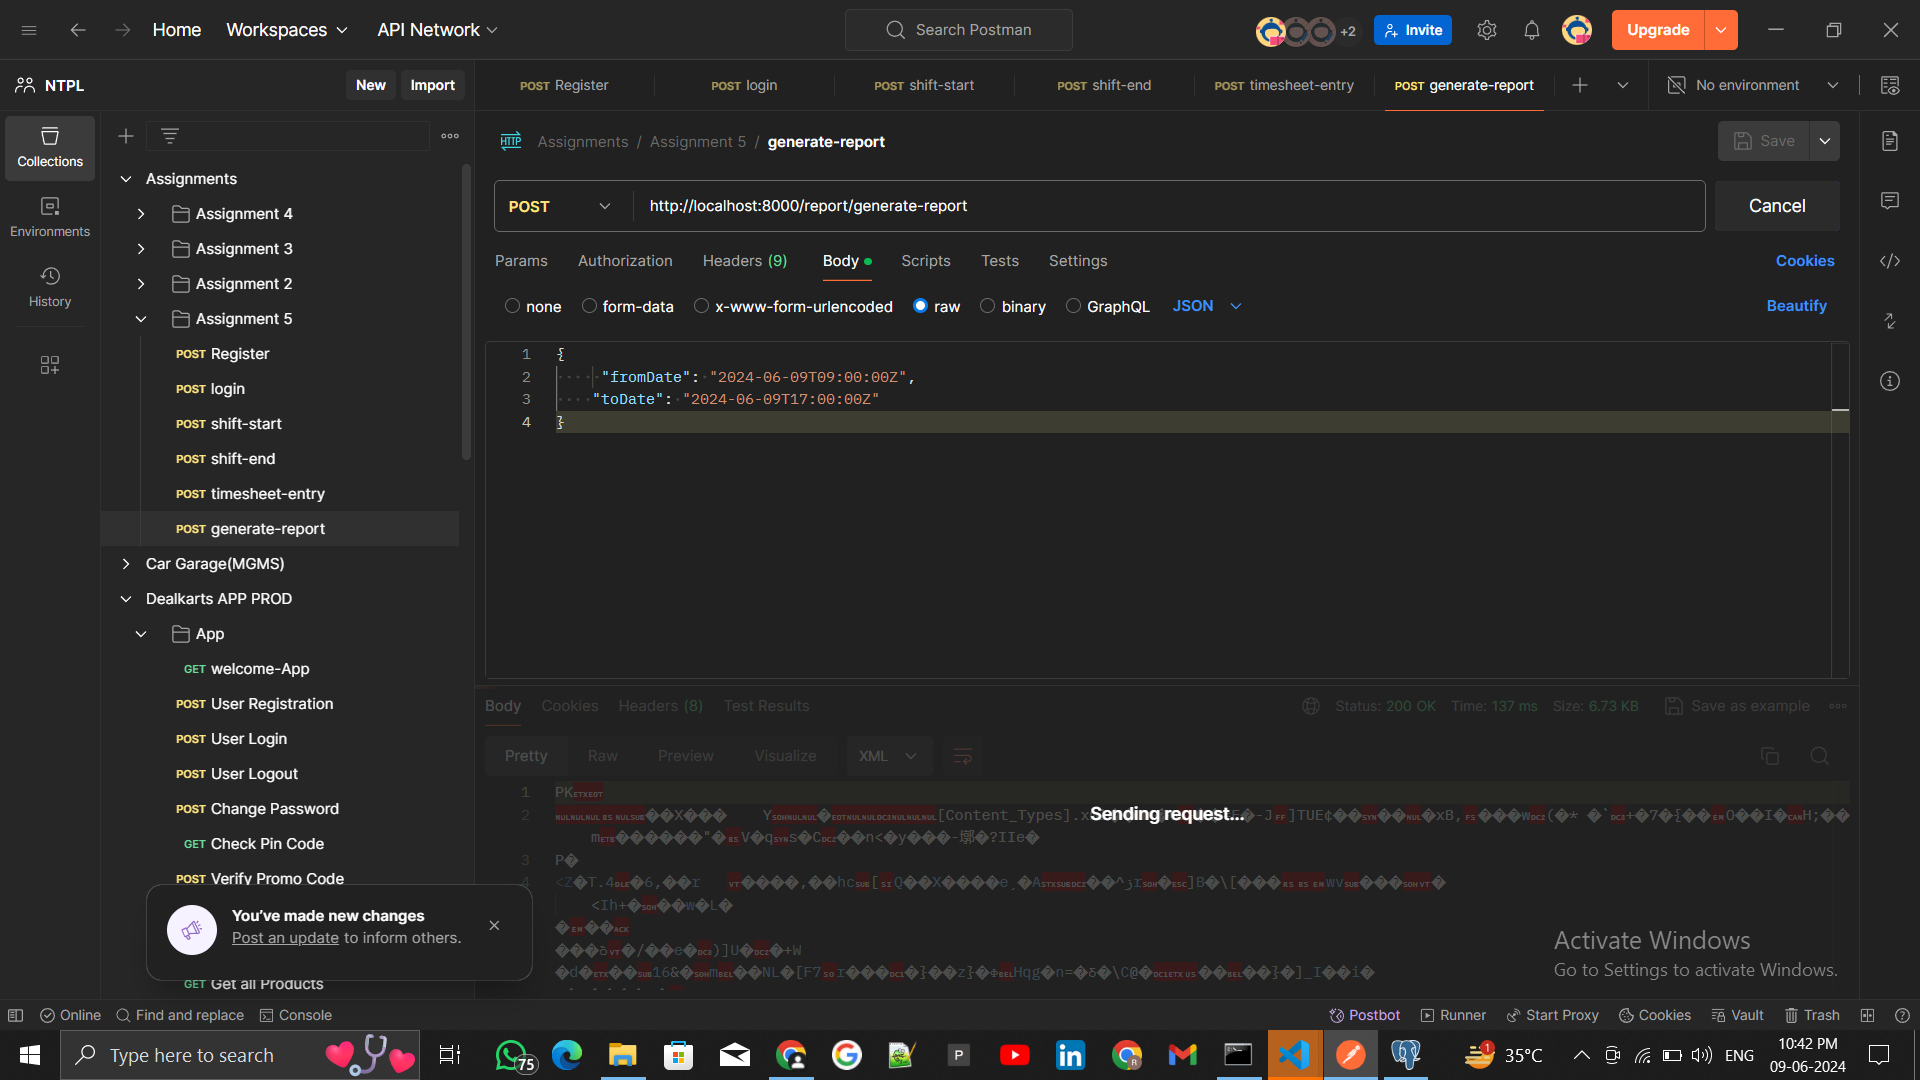 Home
Workspaces
API Network
Search Postman
+2
Invite
Upgrade
NTPL
New
Import
POST Register
POST login
POST shift-start
POST shift-end
POST timesheet-entry
POST generate-report
No environment
Collections
Environments
History
Assignments
Assignment 4
Assignment 3
Assignment 2
Assignment 5
POST Register
POST login
POST shift-start
POST shift-end
POST timesheet-entry
POST generate-report
Car Garage(MGMS)
Dealkarts APP PROD
App
GET welcome-App
POST User Registration
POST User Login
POST User Logout
POST Change Password
GET Check Pin Code
POST Verify Promo Code
GET Get all Products
You've made new changes
Post an update to inform others.
HTTP Assignments / Assignment 5 / generate-report
Save
POST
http://localhost:8000/report/generate-report
Cancel
Params
Authorization
Headers (9)
Body
Scripts
Tests
Settings
Cookies
none
form-data
x-www-form-urlencoded
raw
binary
GraphQL
JSON
Beautify
1 {
2 "fromDate": "2024-06-09T09:00:00Z",
3 "toDate": "2024-06-09T17:00:00Z"
4 }
Body
Cookies
Headers (8)
Test Results
Status: 200 OK Time: 137 ms Size: 6.73 KB
Save as example
Pretty
Raw
Preview
Visualize
XML
1 PK
2 [Content_Types].x
Sending request...
3 P�
4
Activate Windows
Go to Settings to activate Windows.
Online
Find and replace
Console
Postbot
Runner
Start Proxy
Cookies
Vault
Trash
Type here to search
75
P
R
1
35°C
ENG
10:42 PM
09-06-2024